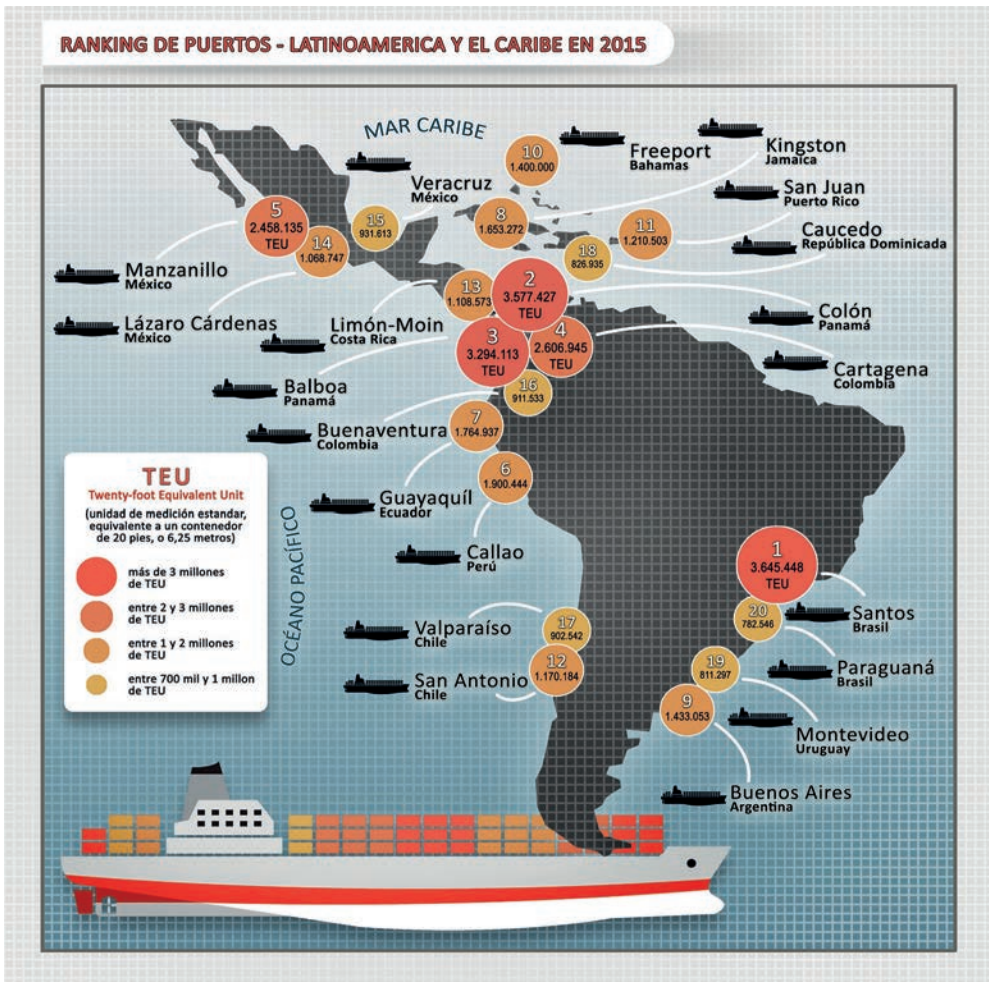 RANKING DE PUERTOS - LATINOAMERICA Y EL CARIBE EN 2015
MAR CARIBE
10
1.400.000
Freeport
Bahamas
Kingston
Jamaica
Veracruz
México
San Juan
Puerto Rico
5
2.458.135
TEU
15
931.613
8
1.653.272
11
1.210.503
Caucedo
República Dominicana
14
1.068.747
18
826.935
Manzanillo
México
13
1.108.573
2
3.577.427
TEU
Colón
Panamá
Lázaro Cárdenas
México
Limón-Moin
Costa Rica
3
3.294.113
TEU
4
2.606.945
TEU
Cartagena
Colombia
Balboa
Panamá
16
911.533
Buenaventura
Colombia
7
1.764.937
6
1.900.444
Guayaquíl
Ecuador
Callao
Perú
TEU
Twenty-foot Equivalent Unit
(unidad de medición estandar,
equivalente a un contenedor
de 20 pies, o 6,25 metros)
más de 3 millones
de TEU
entre 2 y 3 millones
de TEU
entre 1 y 2 millones
de TEU
entre 700 mil y 1 millon
de TEU
OCÉANO PACÍFICO
1
3.645.448
TEU
Santos
Brasil
20
782.546
Valparaíso
Chile
17
902.542
Paraguaná
Brasil
San Antonio
Chile
12
1.170.184
19
811.297
9
1.433.053
Montevideo
Uruguay
Buenos Aires
Argentina